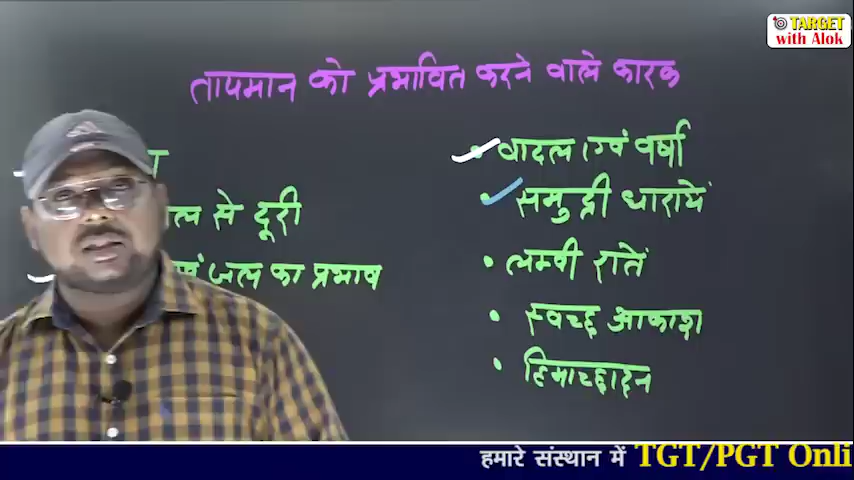 TARGET
with Alok
तापमान को प्रभावित करने वाले कारक
से दूरी
जल का प्रभाव
बादल एवं वर्षा
समुद्री धारायें
लम्बी रातें
स्वच्छ आकाश
हिमाच्छादन
हमारे संस्थान में TGT/PGT Onli